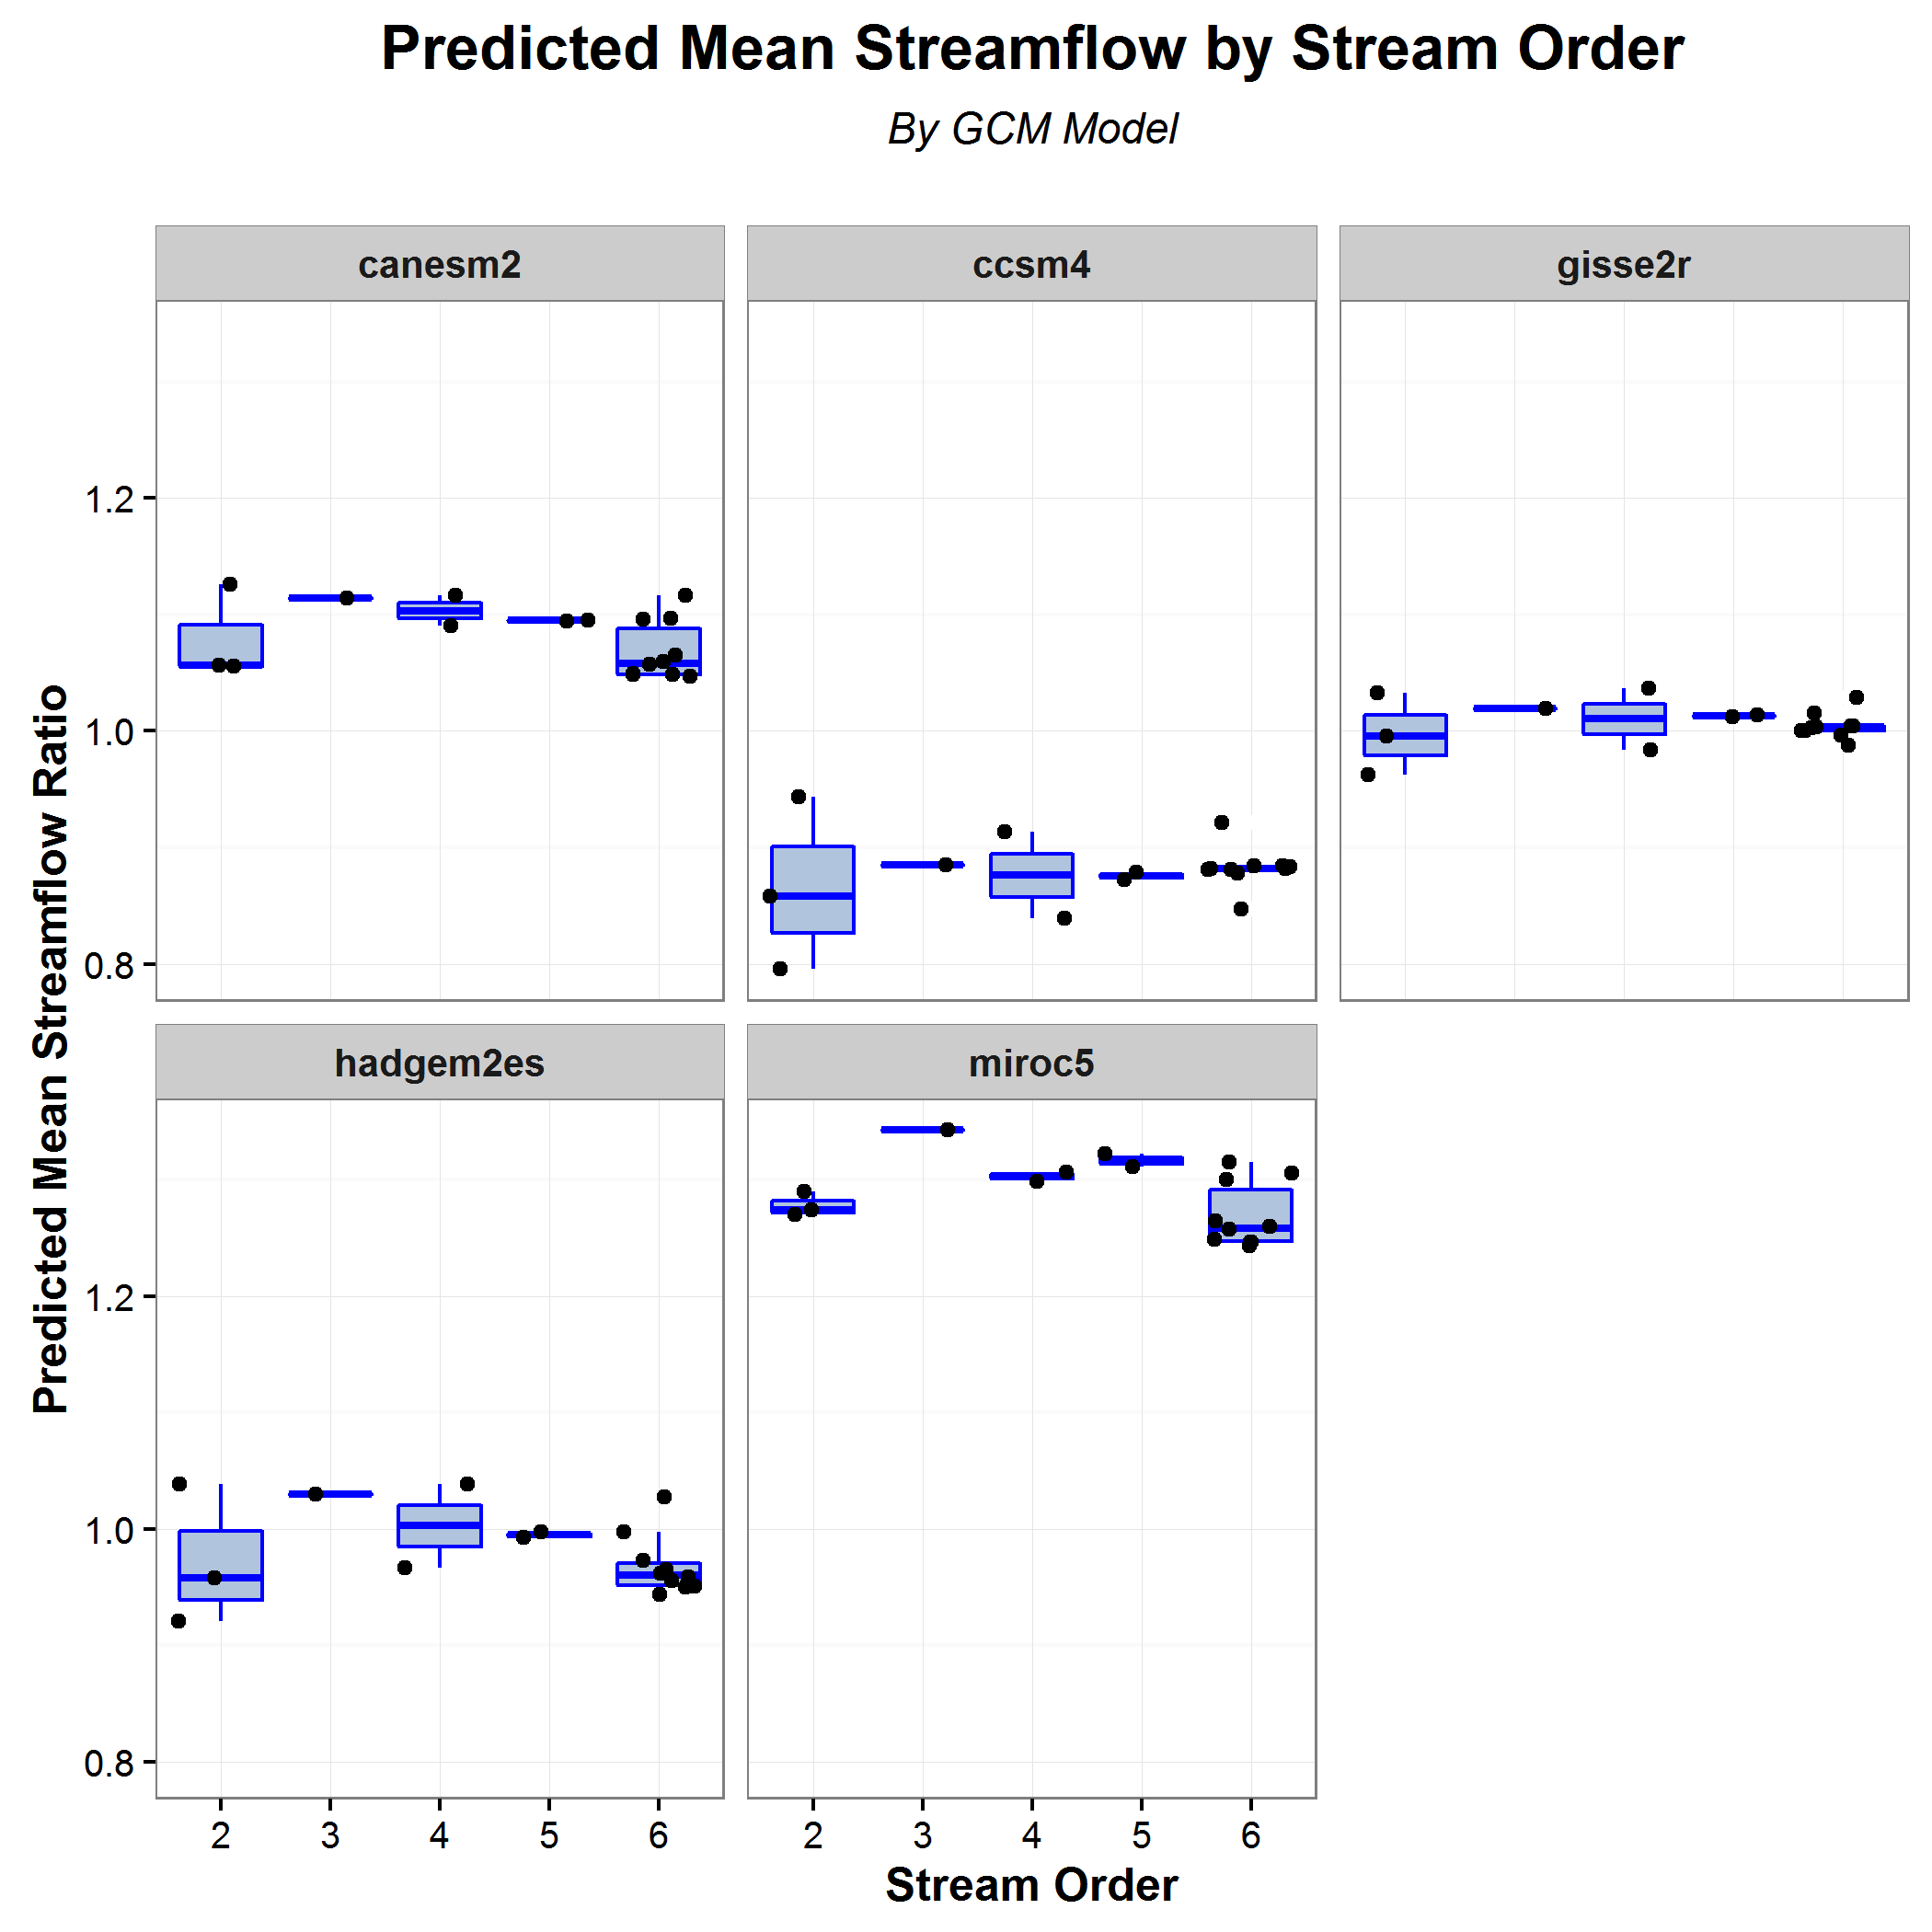 Predicted Mean Streamflow by Stream Order
By GCM Model
canesm2
ccsm4
gisse2r
1.2
1.0
0.8
hadgem2es
miroc5
1.2
1.0
0.8
Predicted Mean Streamflow Ratio
2 3 4 5 6
2 3 4 5 6
Stream Order